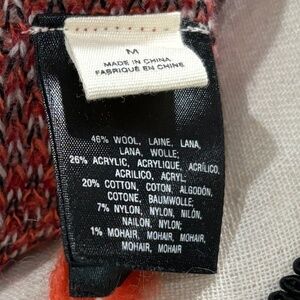 M
MADE IN CHINA
FABRIQUÉ EN CHINE
46% WOOL, LAINE, LANA,
LANA, WOLLE;
26% ACRYLIC, ACRYLIQUE, ACRÍLICO,
ACRILICO, ACRYL;
20% COTTON, COTON, ALGODÓN,
COTONE, BAUMWOLLE;
7% NYLON, NYLON, NILÓN,
NAILON, NYLON;
1% MOHAIR, MOHAIR, MOHAIR,
MOHAIR, MOHAIR